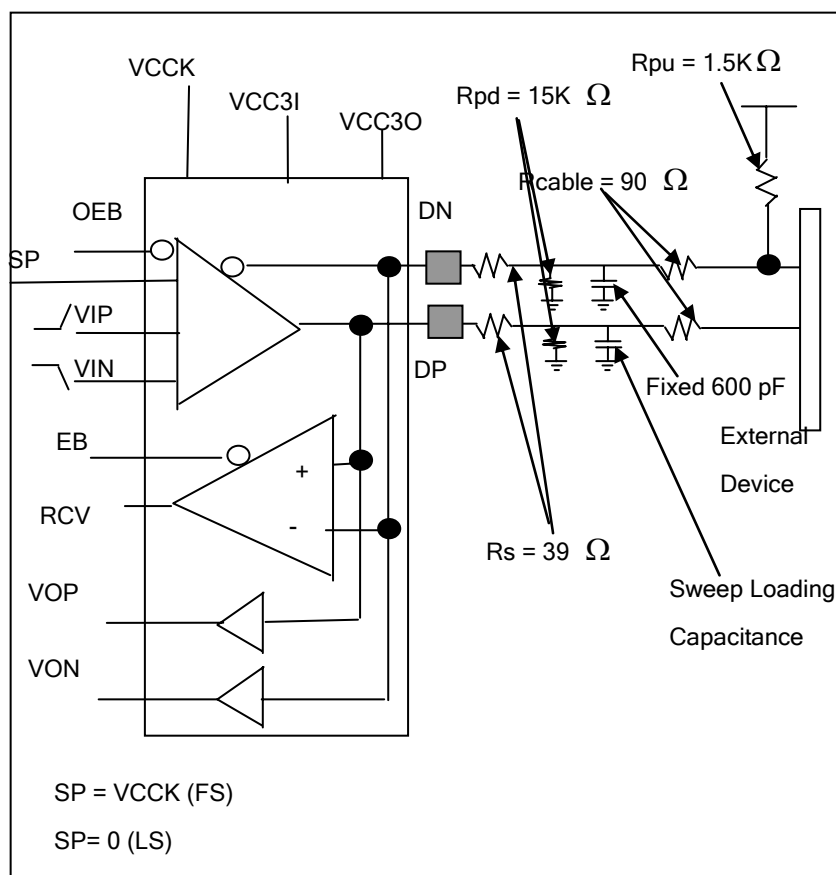 VCCK
VCC3I
VCC3O
Rpu = 1.5K Ω
Rpd = 15K Ω
Rcable = 90 Ω
OEB
DN
SP
VIP
VIN
DP
Fixed 600 pF
EB
External
Device
+
-
RCV
Rs = 39 Ω
VOP
Sweep Loading
Capacitance
VON
SP = VCCK (FS)
SP= 0 (LS)